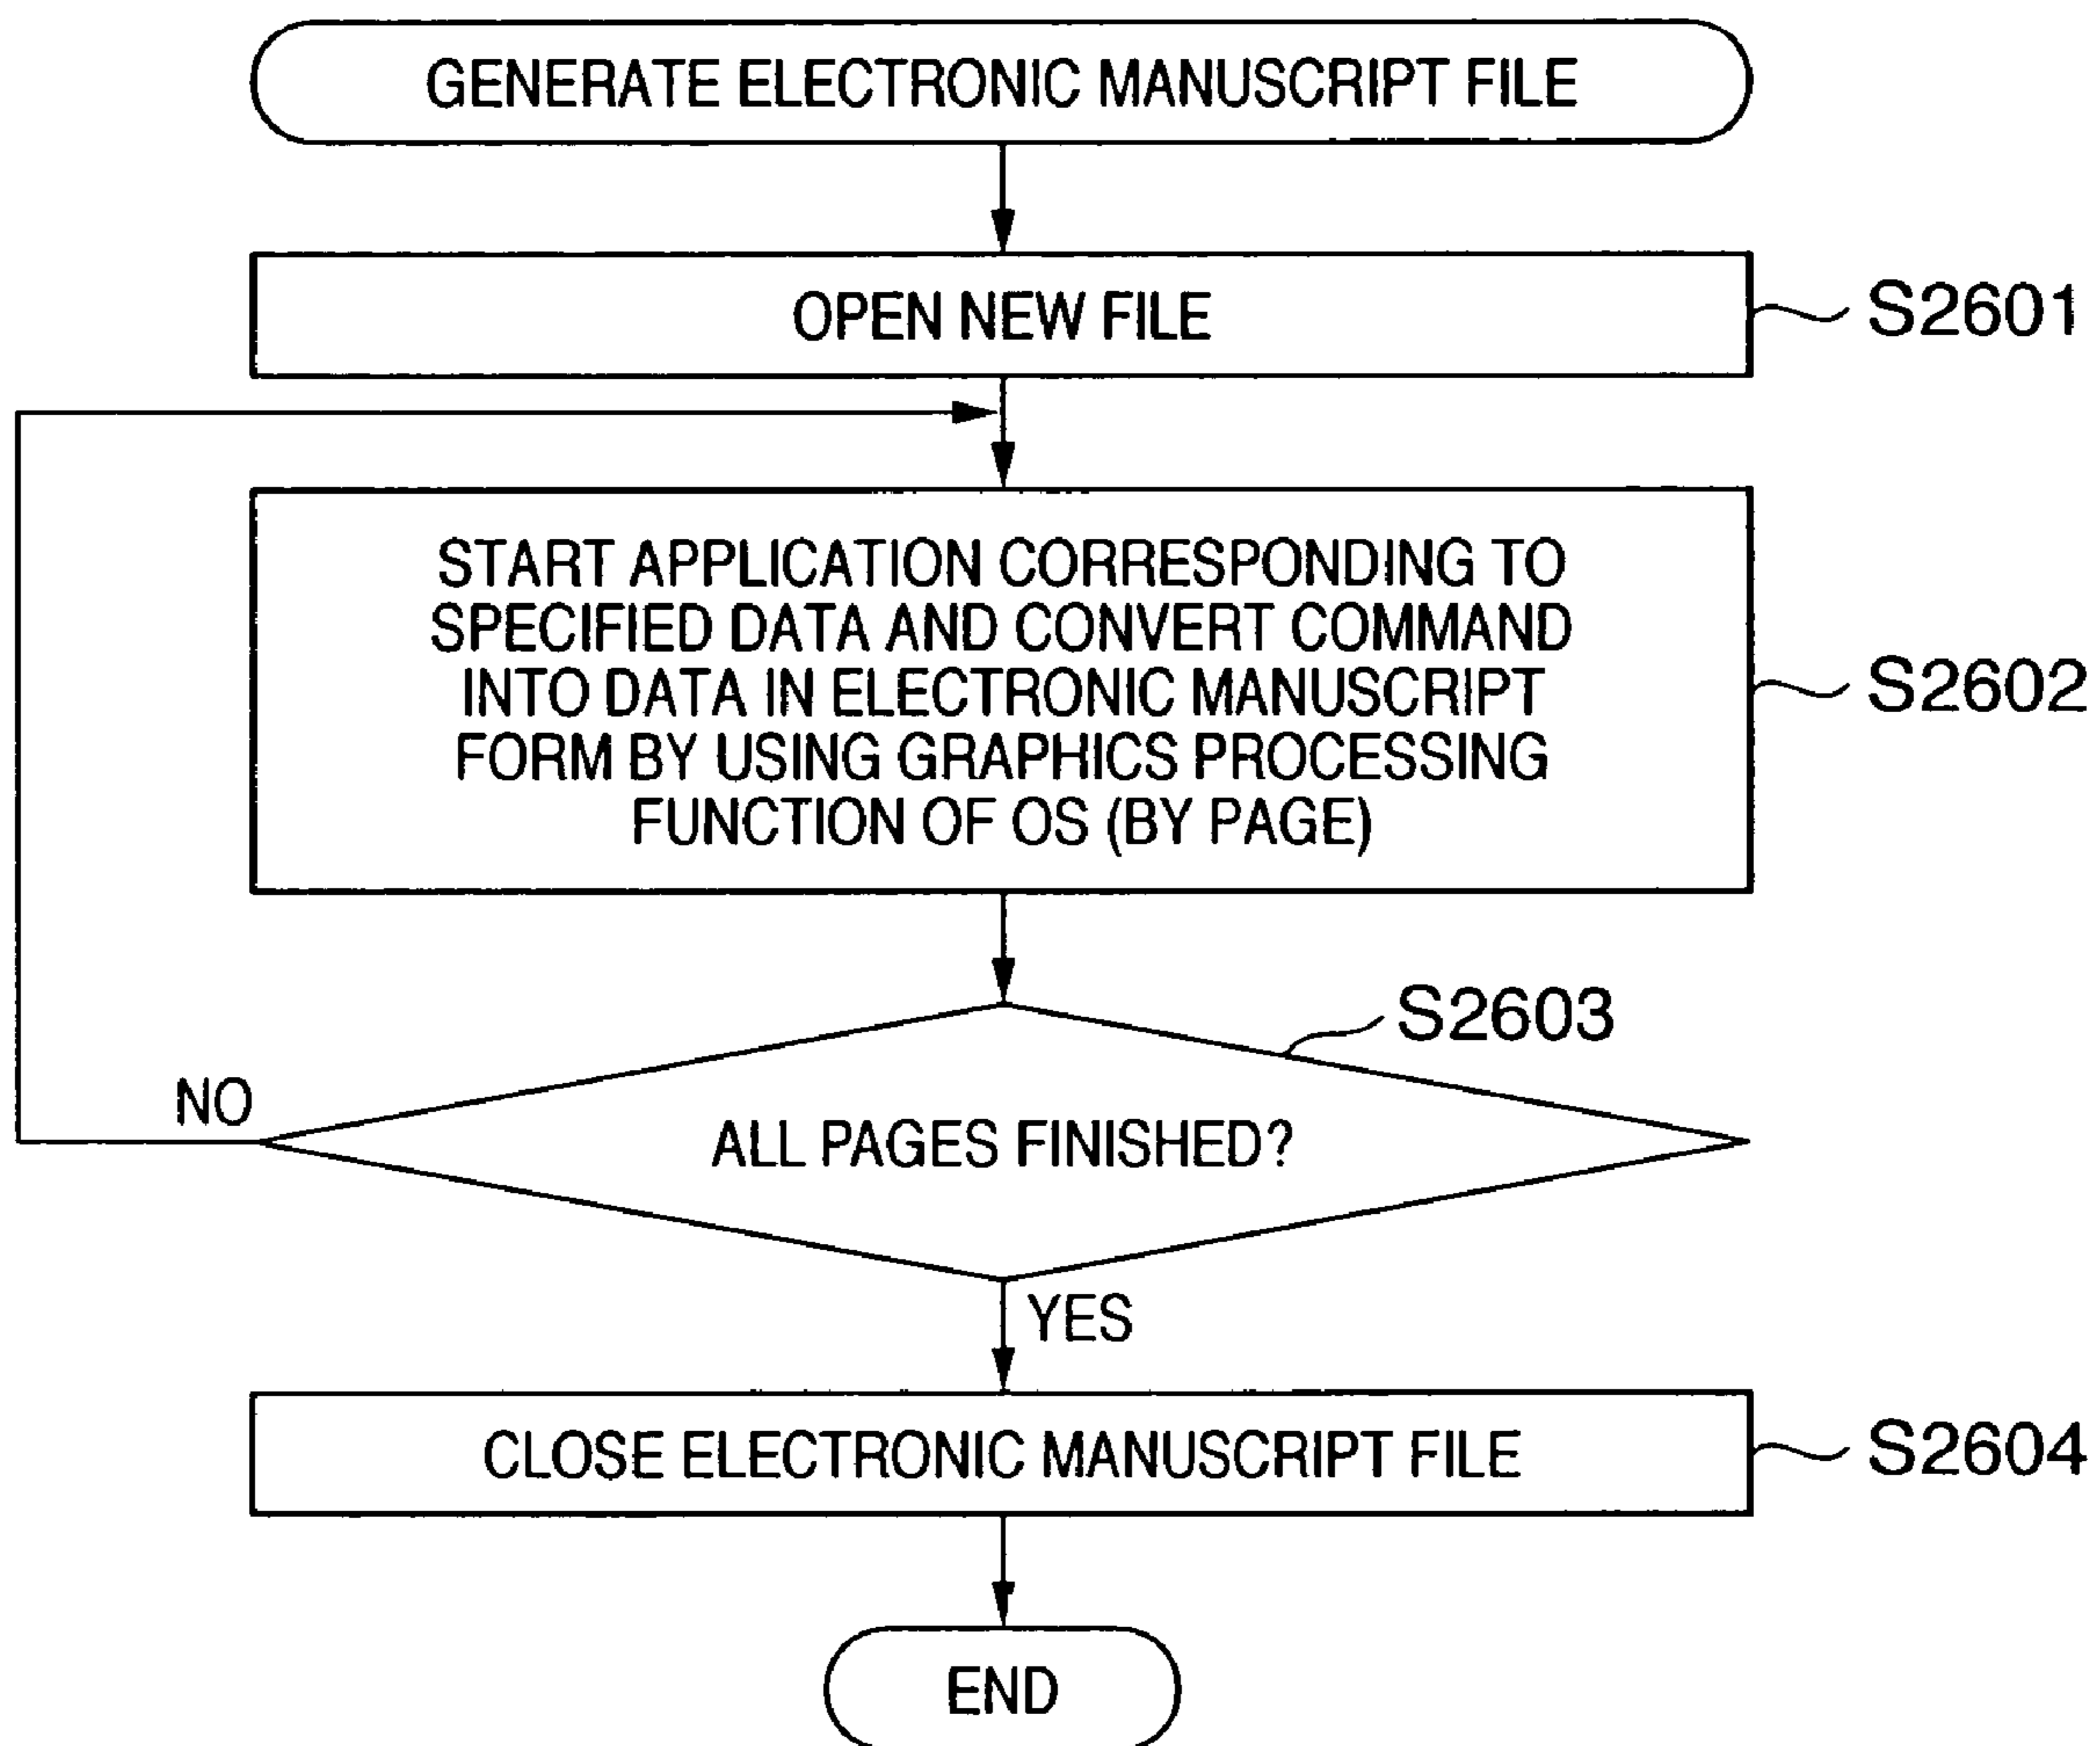 GENERATE ELECTRONIC MANUSCRIPT FILE
OPEN NEW FILE
S2601
START APPLICATION CORRESPONDING TO
SPECIFIED DATA AND CONVERT COMMAND
INTO DATA IN ELECTRONIC MANUSCRIPT
FORM BY USING GRAPHICS PROCESSING
FUNCTION OF OS (BY PAGE)
S2602
S2603
NO
ALL PAGES FINISHED?
YES
CLOSE ELECTRONIC MANUSCRIPT FILE
S2604
END